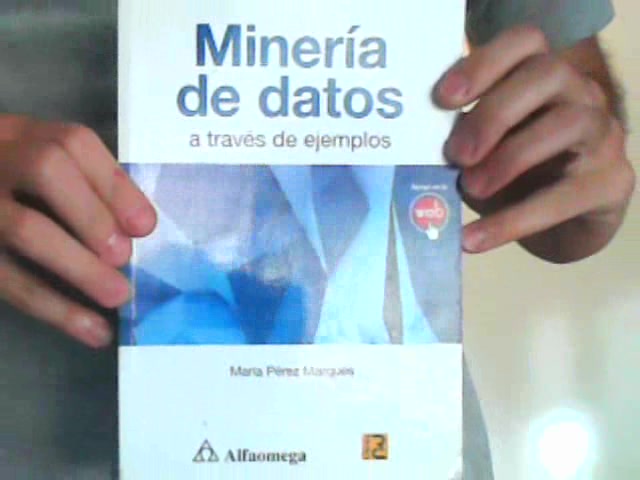 Minería
de datos
a través de ejemplos
web
María Pérez Marqués
Alfaomega